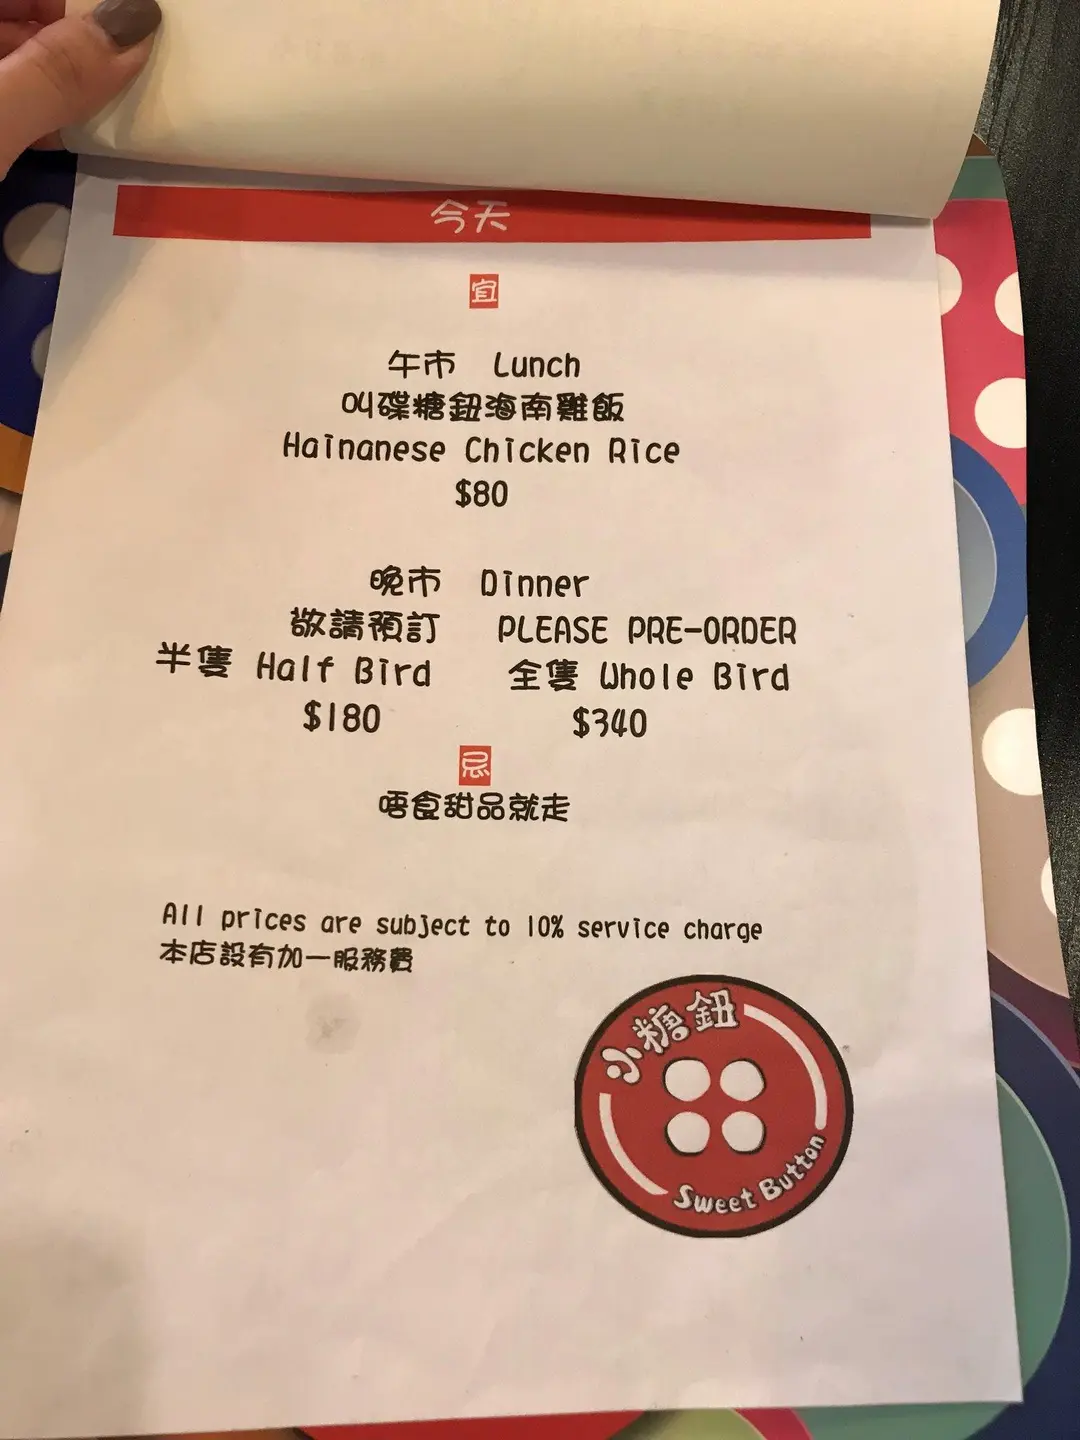 今天
宜
午市 Lunch
叫碟糖鈕海南雞飯
Hainanese Chicken Rice
$80
晚市 Dinner
敬請預訂 PLEASE PRE-ORDER
半隻 Half Bird 全隻 Whole Bird
$180 $340
忌
唔食甜品就走
All prices are subject to 10% service charge
本店設有加一服務費
小糖鈕
Sweet Button